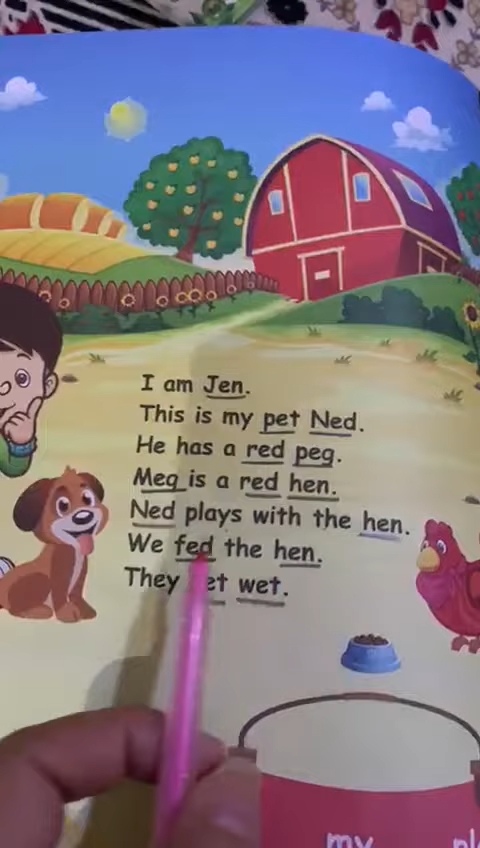 I am Jen.
This is my pet Ned.
He has a red peg.
Meg is a red hen.
Ned plays with the hen.
We fed the hen.
They wet.
my